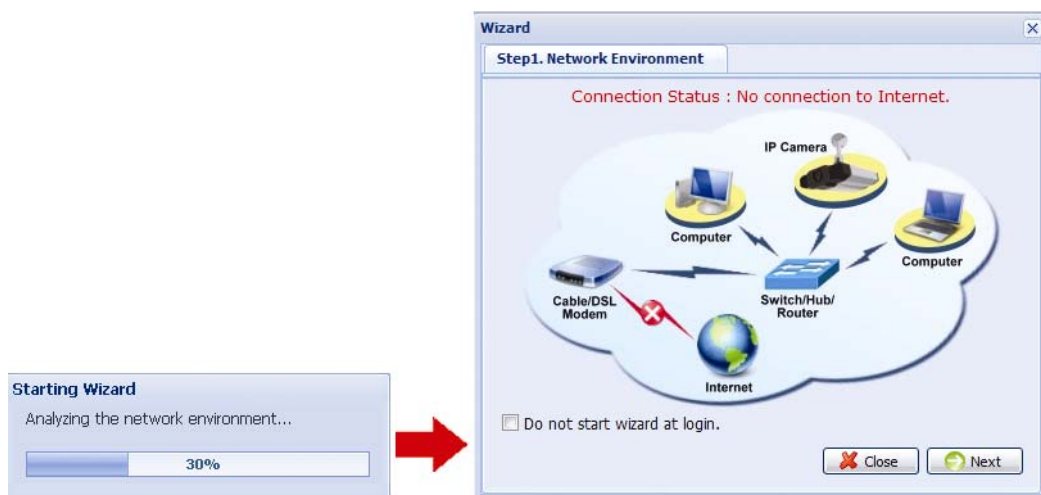 Starting Wizard
Analyzing the network environment...
30%
Wizard
Step1. Network Environment
Connection Status : No connection to Internet.
IP Camera
Computer
Computer
Cable/DSL
Modem
Switch/Hub/
Router
Internet
Do not start wizard at login.
Close
Next